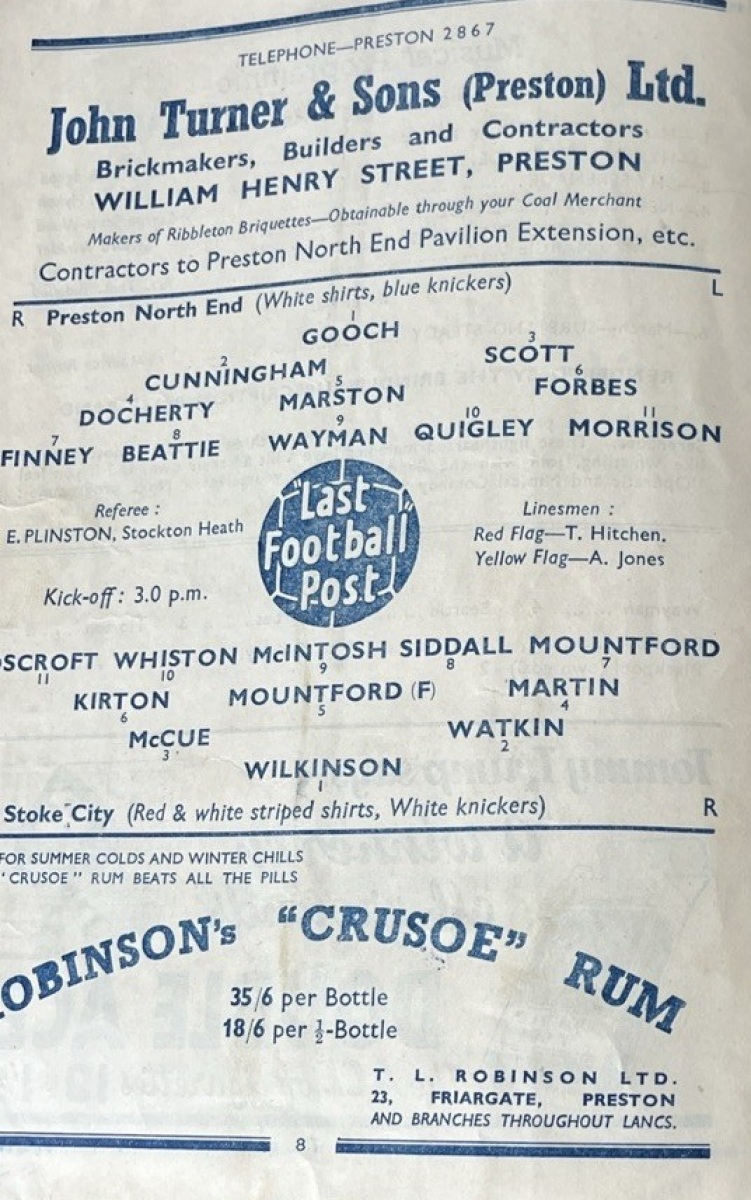 TELEPHONE—PRESTON 2867
John Turner & Sons (Preston) Ltd.
Brickmakers, Builders and Contractors
WILLIAM HENRY STREET, PRESTON
Makers of Ribbleton Briquettes—Obtainable through your Coal Merchant
Contractors to Preston North End Pavilion Extension, etc.
R Preston North End (White shirts, blue knickers) L
1
GOOCH
2 3
CUNNINGHAM SCOTT
4 5 6
DOCHERTY MARSTON FORBES
7 8 9 10 11
FINNEY BEATTIE WAYMAN QUIGLEY MORRISON
Referee :
E. PLINSTON, Stockton Heath
Kick-off: 3.0 p.m.
"Last
Football
Post"
Linesmen :
Red Flag—T. Hitchen.
Yellow Flag—A. Jones
OSCROFT WHISTON McINTOSH SIDDALL MOUNTFORD
11 10 9 8 7
KIRTON MOUNTFORD (F) MARTIN
6 5 4
McCUE WATKIN
3 2
WILKINSON
1
Stoke City (Red & white striped shirts, White knickers) R
FOR SUMMER COLDS AND WINTER CHILLS
"CRUSOE" RUM BEATS ALL THE PILLS
OBINSON's "CRUSOE" RUM
35/6 per Bottle
18/6 per ½-Bottle
T. L. ROBINSON LTD.
23, FRIARGATE, PRESTON
AND BRANCHES THROUGHOUT LANCS.
8